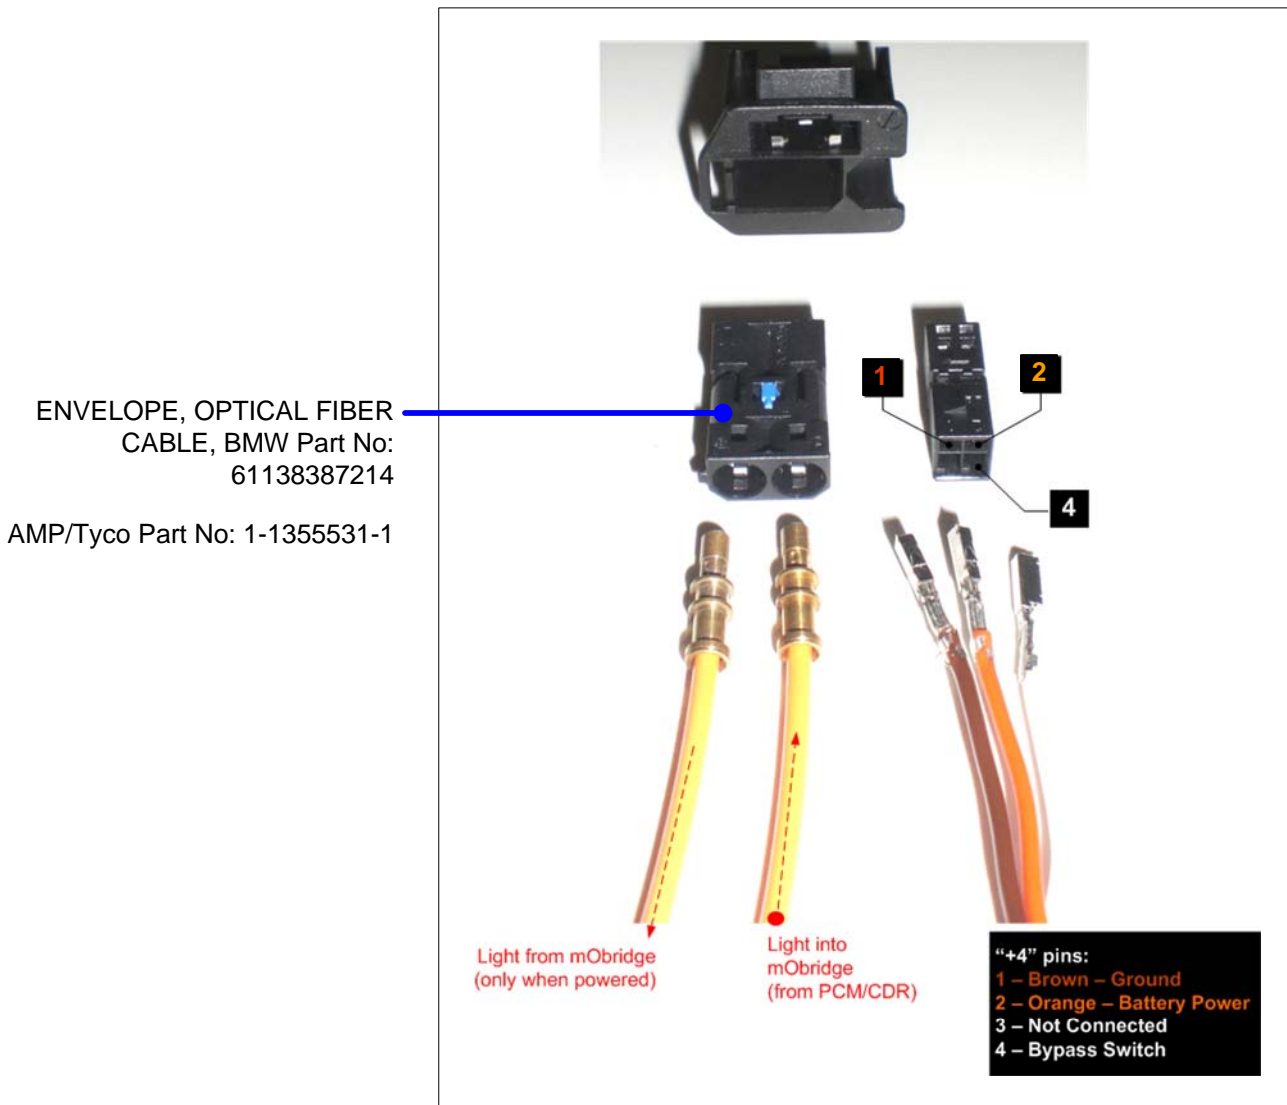 ENVELOPE, OPTICAL FIBER
CABLE, BMW Part No:
61138387214
AMP/Tyco Part No: 1-1355531-1
1
2
4
Light from mObridge
(only when powered)
Light into
mObridge
(from PCM/CDR)
"+4" pins:
1 – Brown – Ground
2 – Orange – Battery Power
3 – Not Connected
4 – Bypass Switch